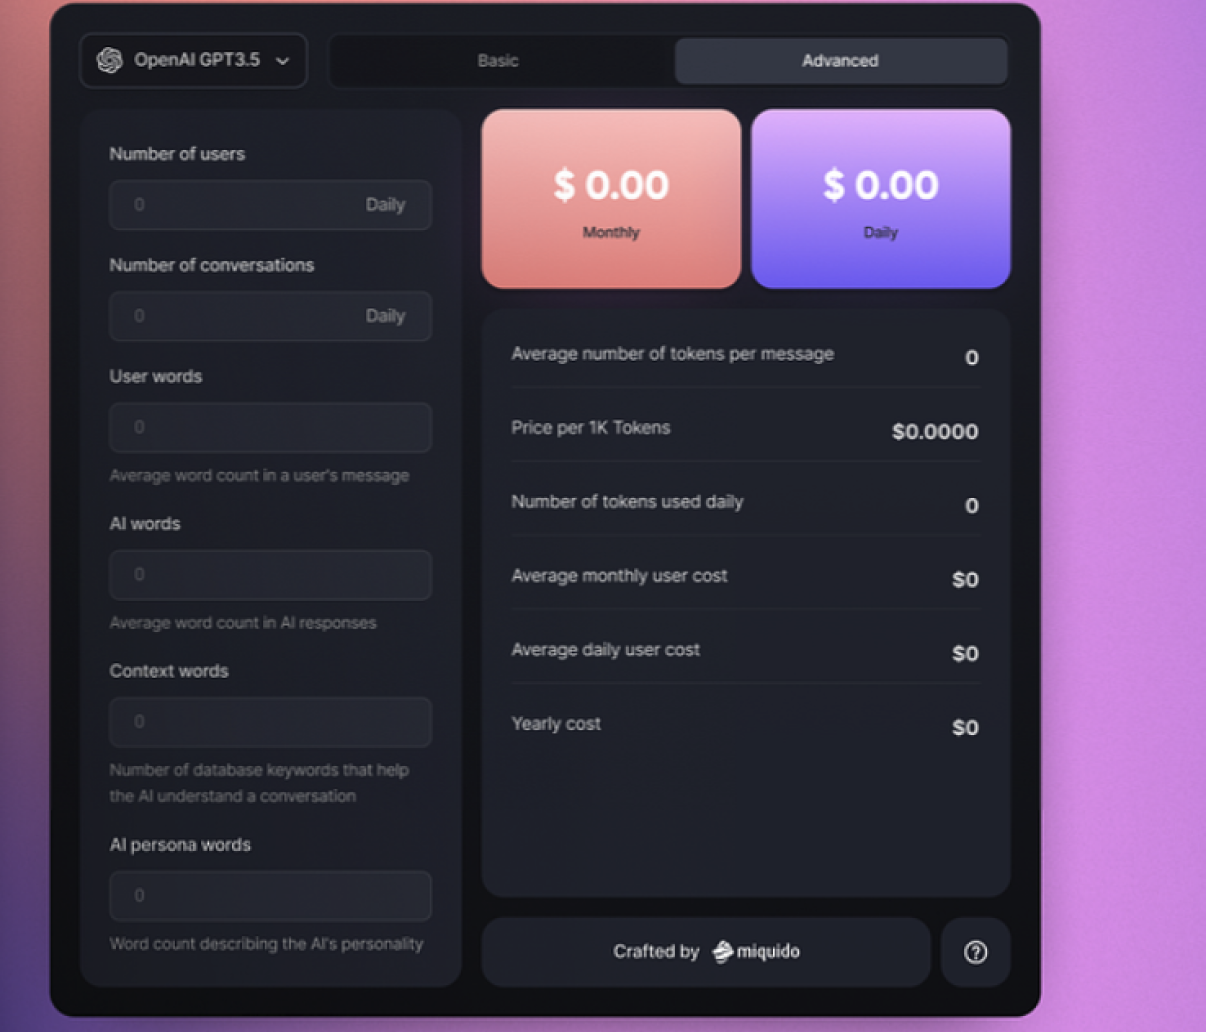 OpenAI GPT3.5
Basic
Advanced
Number of users
0 Daily
Number of conversations
0 Daily
User words
0
Average word count in a user's message
AI words
0
Average word count in AI responses
Context words
0
Number of database keywords that help
the AI understand a conversation
AI persona words
0
Word count describing the AI's personality
$ 0.00
Monthly
$ 0.00
Daily
Average number of tokens per message 0
Price per 1K Tokens $0.0000
Number of tokens used daily 0
Average monthly user cost $0
Average daily user cost $0
Yearly cost $0
Crafted by miquido
?